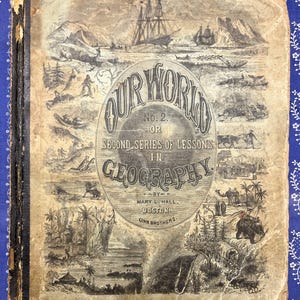 OUR WORLD
No. 2.
OR
SECOND SERIES OF LESSONS
IN
GEOGRAPHY.
BY
MARY L. HALL.
BOSTON
GINN BROTHERS